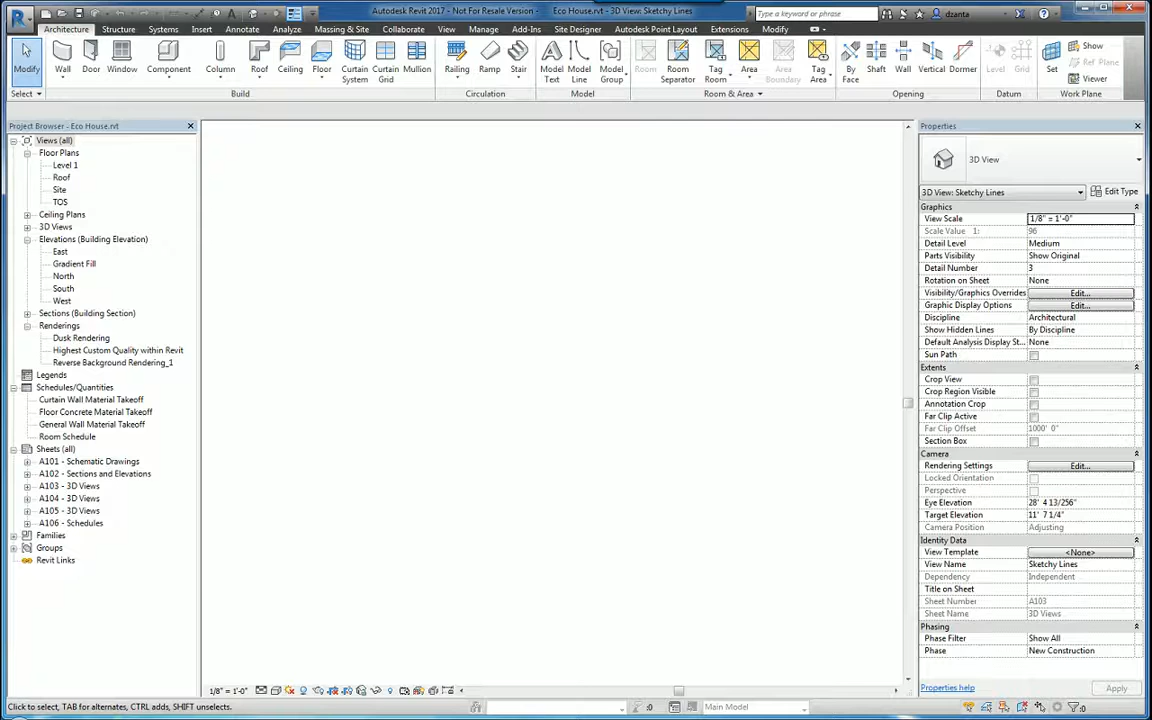 Autodesk Revit 2017 - Not For Resale Version - Eco House.rvt - 3D View: Sketchy Lines
Type a keyword or phrase
dzanta
Architecture Structure Systems Insert Annotate Analyze Massing & Site Collaborate View Manage Add-Ins Site Designer Autodesk Point Layout Extensions Modify
Modify Wall Door Window Component Column Roof Ceiling Floor Curtain System Curtain Grid Mullion Railing Ramp Stair Model Text Model Line Model Group Room Room Separator Tag Room Area Area Boundary Tag Area By Face Shaft Wall Vertical Dormer Level Grid Set
Show
Ref Plane
Viewer
Select Build Circulation Model Room & Area Opening Datum Work Plane
Project Browser - Eco House.rvt
Views (all)
Floor Plans
Level 1
Roof
Site
TOS
Ceiling Plans
3D Views
Elevations (Building Elevation)
East
Gradient Fill
North
South
West
Sections (Building Section)
Renderings
Dusk Rendering
Highest Custom Quality within Revit
Reverse Background Rendering_1
Legends
Schedules/Quantities
Curtain Wall Material Takeoff
Floor Concrete Material Takeoff
General Wall Material Takeoff
Room Schedule
Sheets (all)
A101 - Schematic Drawings
A102 - Sections and Elevations
A103 - 3D Views
A104 - 3D Views
A105 - 3D Views
A106 - Schedules
Families
Groups
Revit Links
Properties
3D View
3D View: Sketchy Lines Edit Type
Graphics
View Scale 1/8" = 1'-0"
Scale Value 1: 96
Detail Level Medium
Parts Visibility Show Original
Detail Number 3
Rotation on Sheet None
Visibility/Graphics Overrides Edit...
Graphic Display Options Edit...
Discipline Architectural
Show Hidden Lines By Discipline
Default Analysis Display St... None
Sun Path
Extents
Crop View
Crop Region Visible
Annotation Crop
Far Clip Active
Far Clip Offset 1000' 0"
Section Box
Camera
Rendering Settings Edit...
Locked Orientation
Perspective
Eye Elevation 28' 4 13/256"
Target Elevation 11' 7 1/4"
Camera Position Adjusting
Identity Data
View Template <None>
View Name Sketchy Lines
Dependency Independent
Title on Sheet
Sheet Number A103
Sheet Name 3D Views
Phasing
Phase Filter Show All
Phase New Construction
Properties help Apply
1/8" = 1'-0"
Click to select, TAB for alternates, CTRL adds, SHIFT unselects. :0 Main Model :0